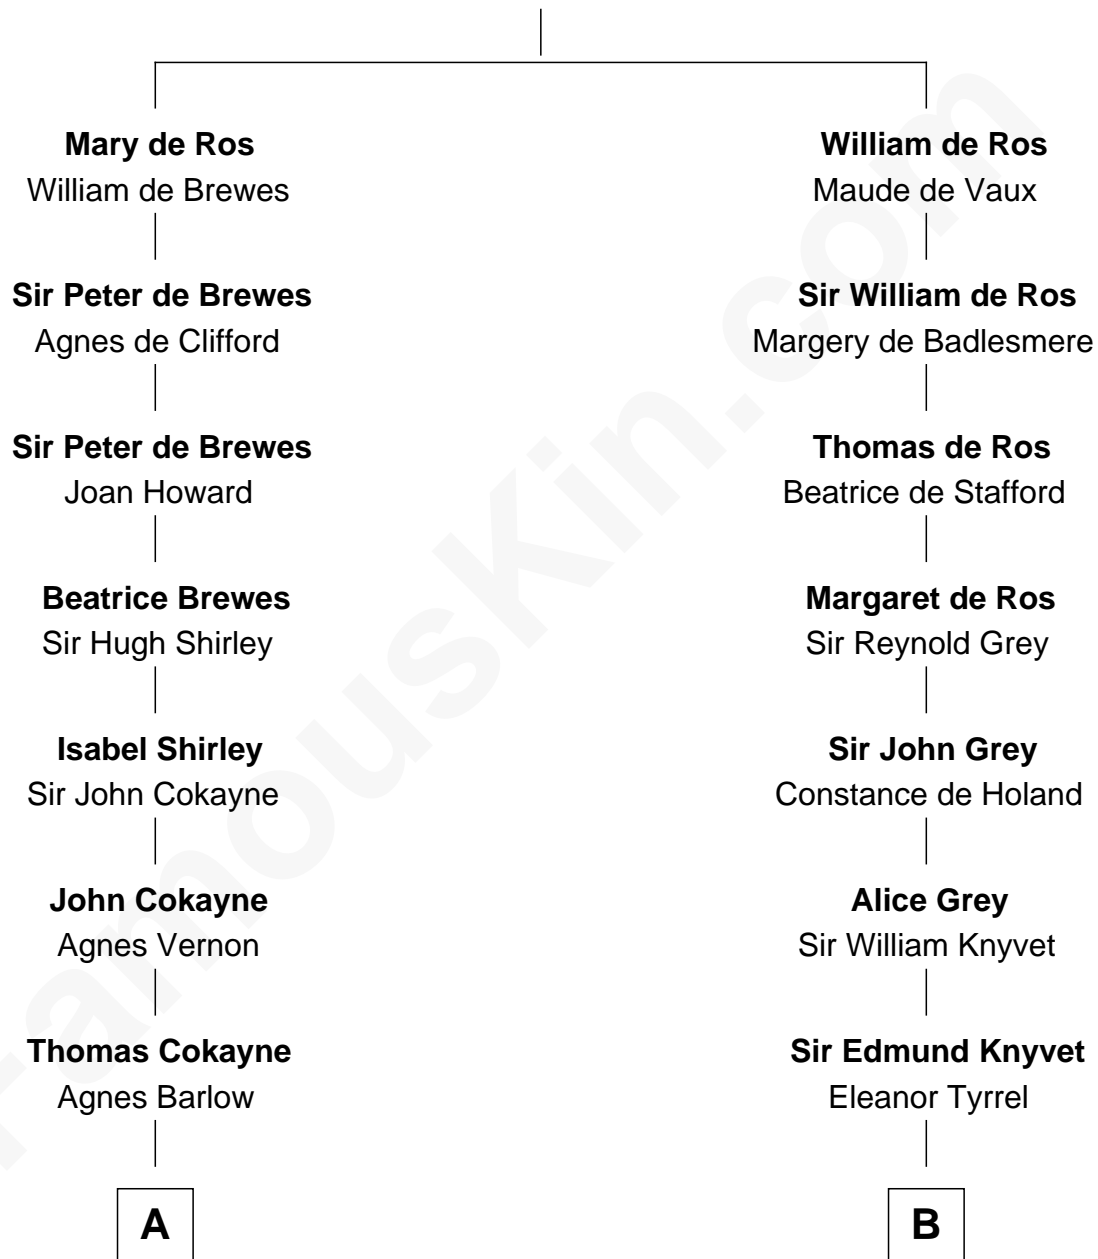 Mary de Ros
William de Brewes
Sir Peter de Brewes
Agnes de Clifford
Sir Peter de Brewes
Joan Howard
Beatrice Brewes
Sir Hugh Shirley
Isabel Shirley
Sir John Cokayne
John Cokayne
Agnes Vernon
Thomas Cokayne
Agnes Barlow
A
William de Ros
Maude de Vaux
Sir William de Ros
Margery de Badlesmere
Thomas de Ros
Beatrice de Stafford
Margaret de Ros
Sir Reynold Grey
Sir John Grey
Constance de Holand
Alice Grey
Sir William Knyvet
Sir Edmund Knyvet
Eleanor Tyrrel
B
FamousKin.com